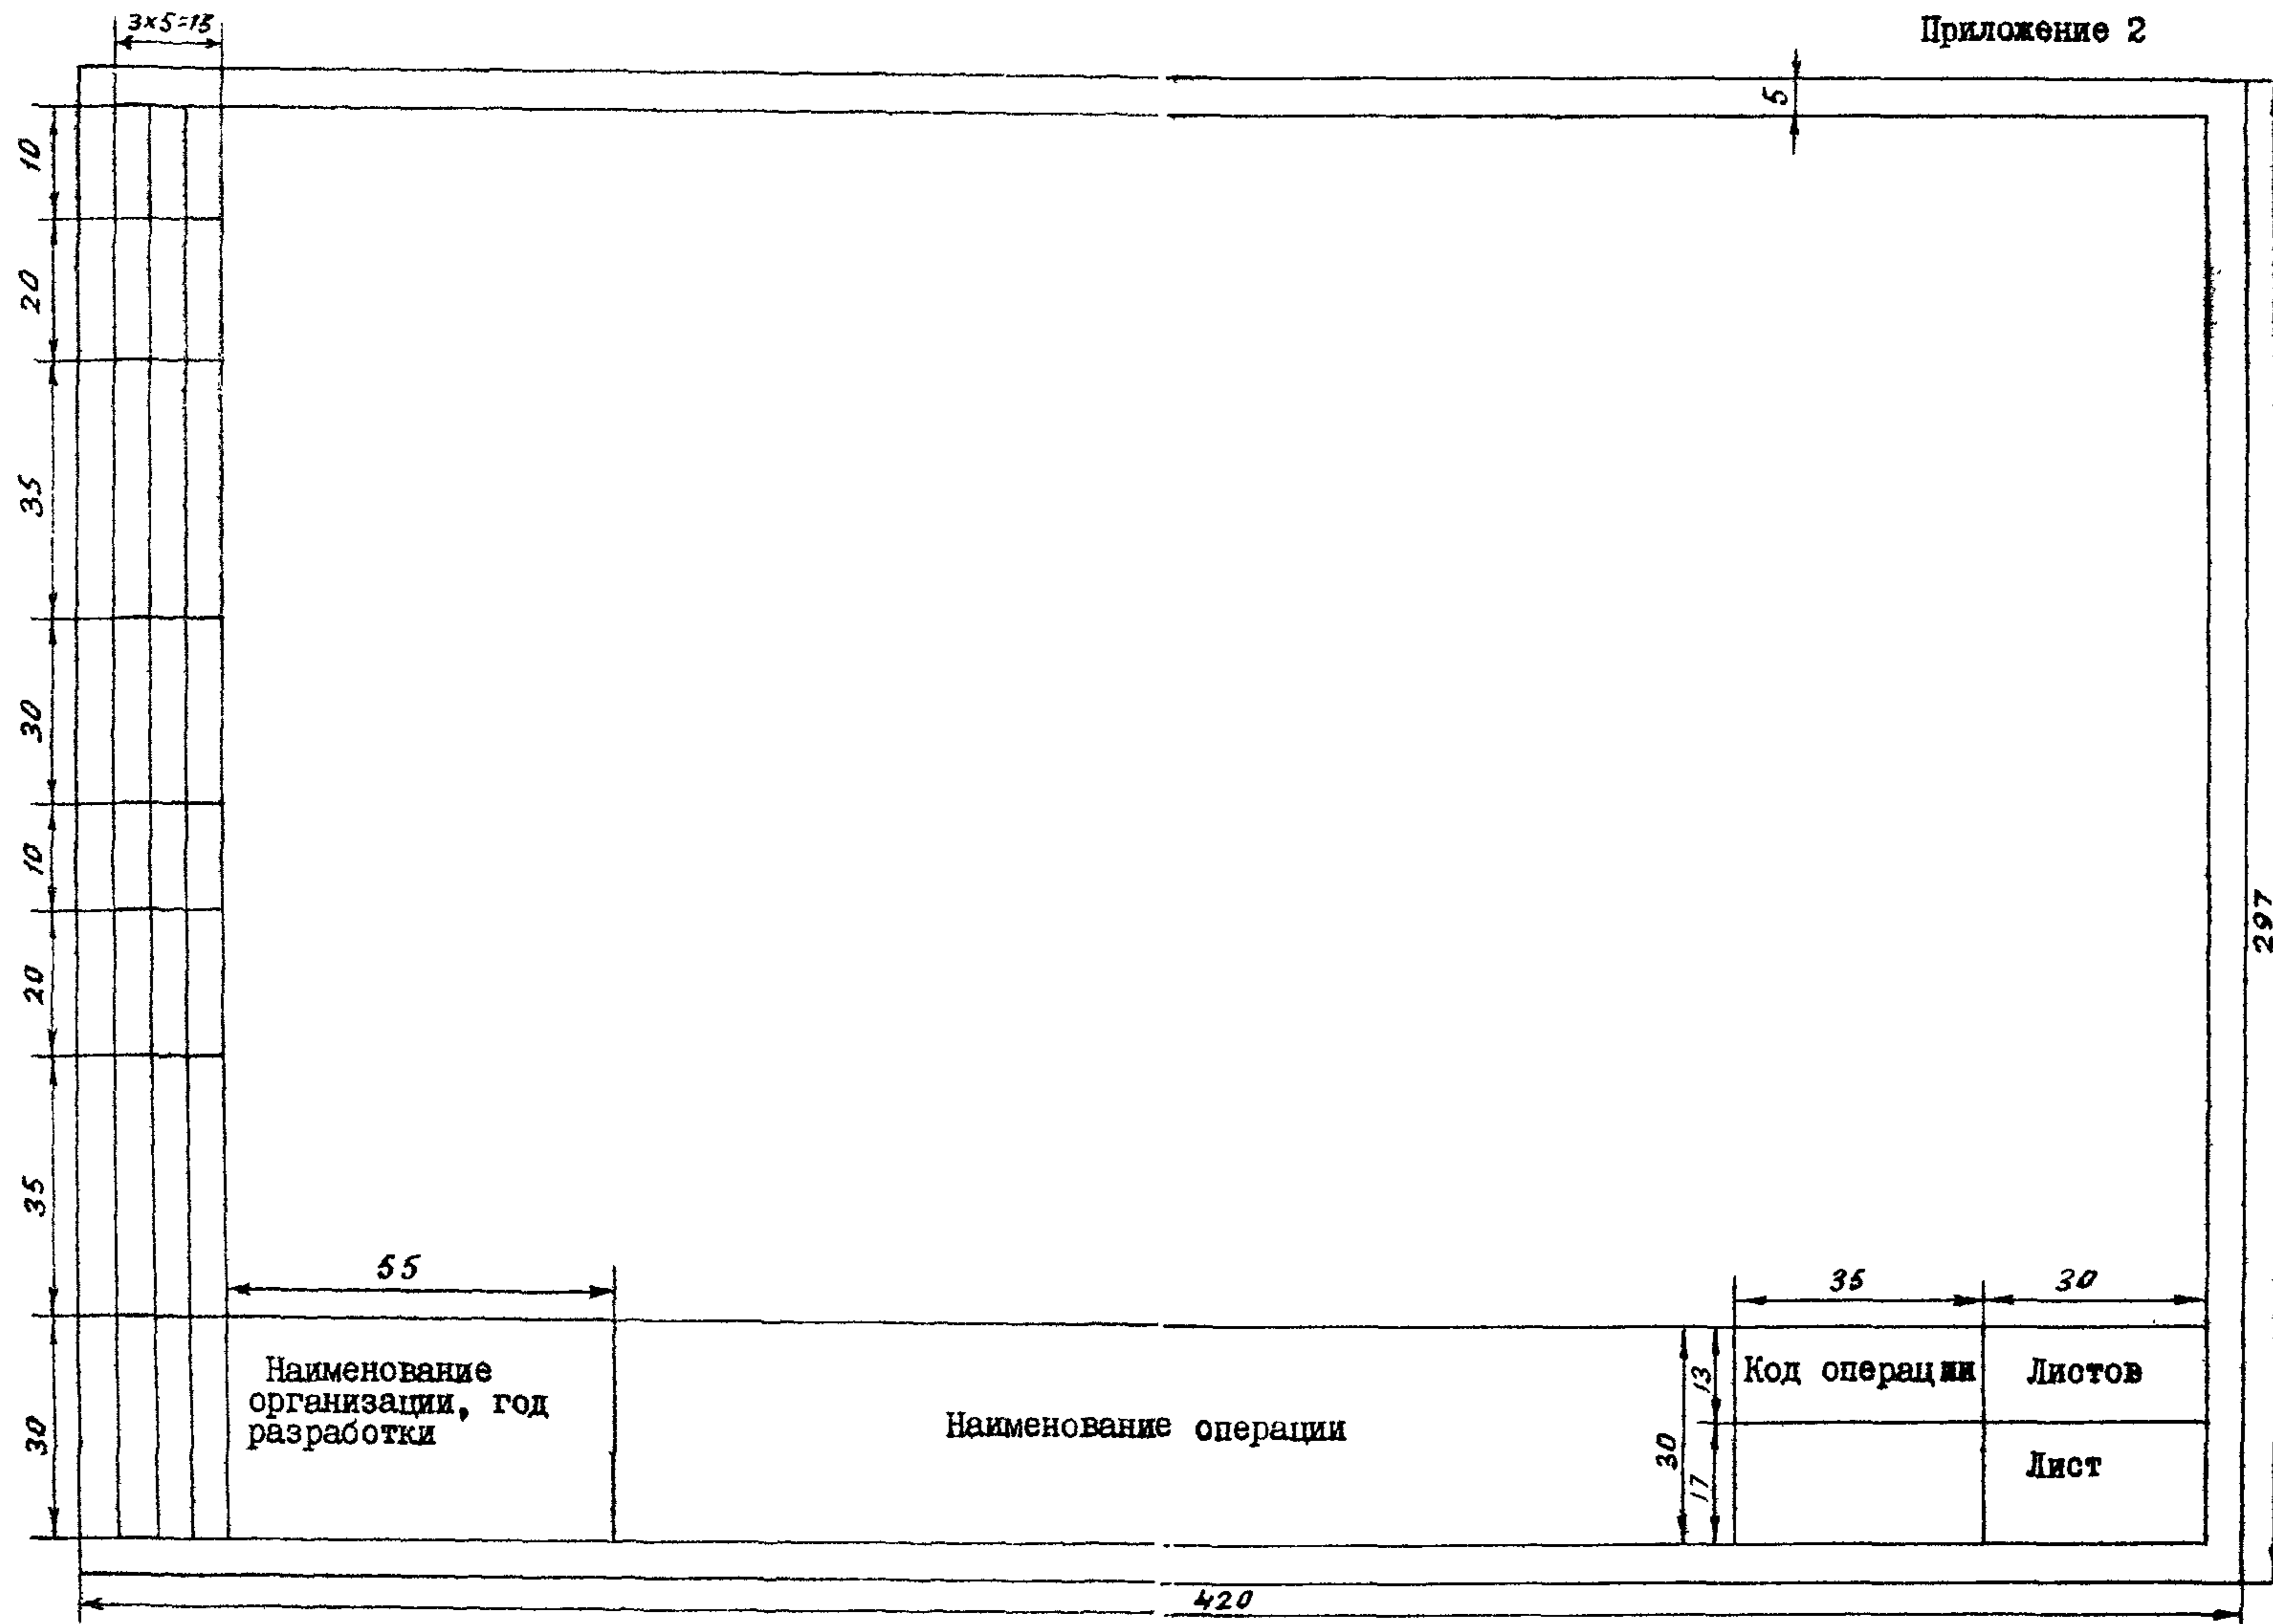 3×5=15
Приложение 2
5
10
20
35
30
10
20
35
30
297
55
35
30
Наименование
организации, год
разработки
Наименование операции
30
13
17
Код операции
Листов
Лист
420